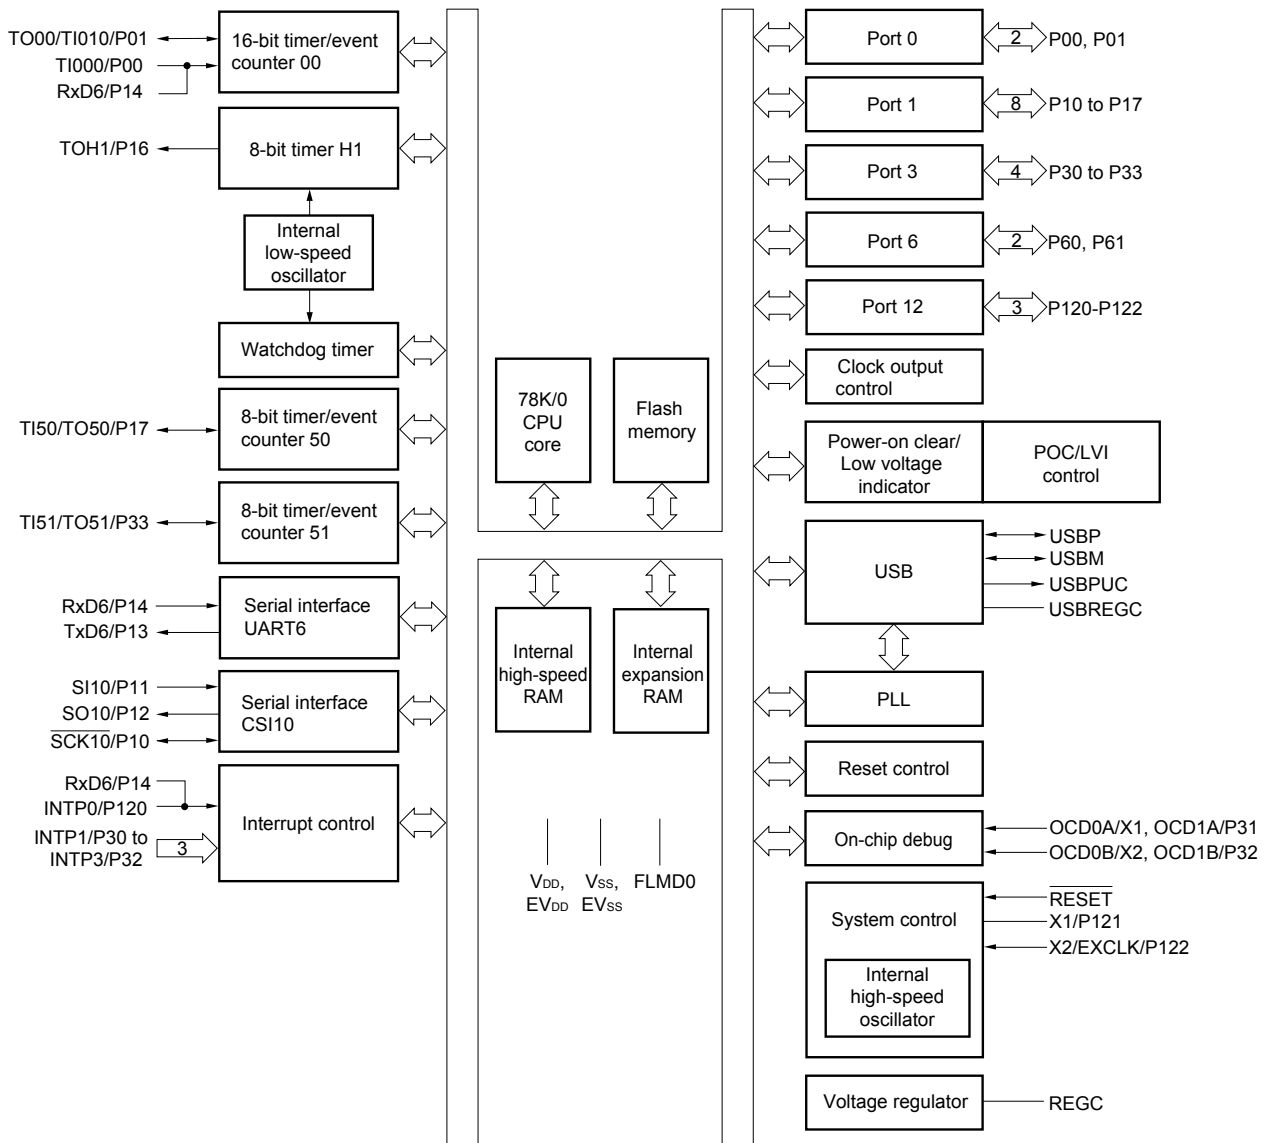 TO00/TI010/P01
TI000/P00
RxD6/P14
16-bit timer/event
counter 00
TOH1/P16
8-bit timer H1
Internal
low-speed
oscillator
Watchdog timer
TI50/TO50/P17
8-bit timer/event
counter 50
TI51/TO51/P33
8-bit timer/event
counter 51
RxD6/P14
TxD6/P13
Serial interface
UART6
SI10/P11
SO10/P12
SCK10/P10
Serial interface
CSI10
RxD6/P14
INTP0/P120
INTP1/P30 to
INTP3/P32
3
Interrupt control
78K/0
CPU
core
Flash
memory
Internal
high-speed
RAM
Internal
expansion
RAM
VDD,
EVDD
VSS,
EVSS
FLMD0
Port 0
2
P00, P01
Port 1
8
P10 to P17
Port 3
4
P30 to P33
Port 6
2
P60, P61
Port 12
3
P120-P122
Clock output
control
Power-on clear/
Low voltage
indicator
POC/LVI
control
USB
USBP
USBM
USBPUC
USBREGC
PLL
Reset control
On-chip debug
OCD0A/X1, OCD1A/P31
OCD0B/X2, OCD1B/P32
System control
RESET
X1/P121
X2/EXCLK/P122
Internal
high-speed
oscillator
Voltage regulator
REGC